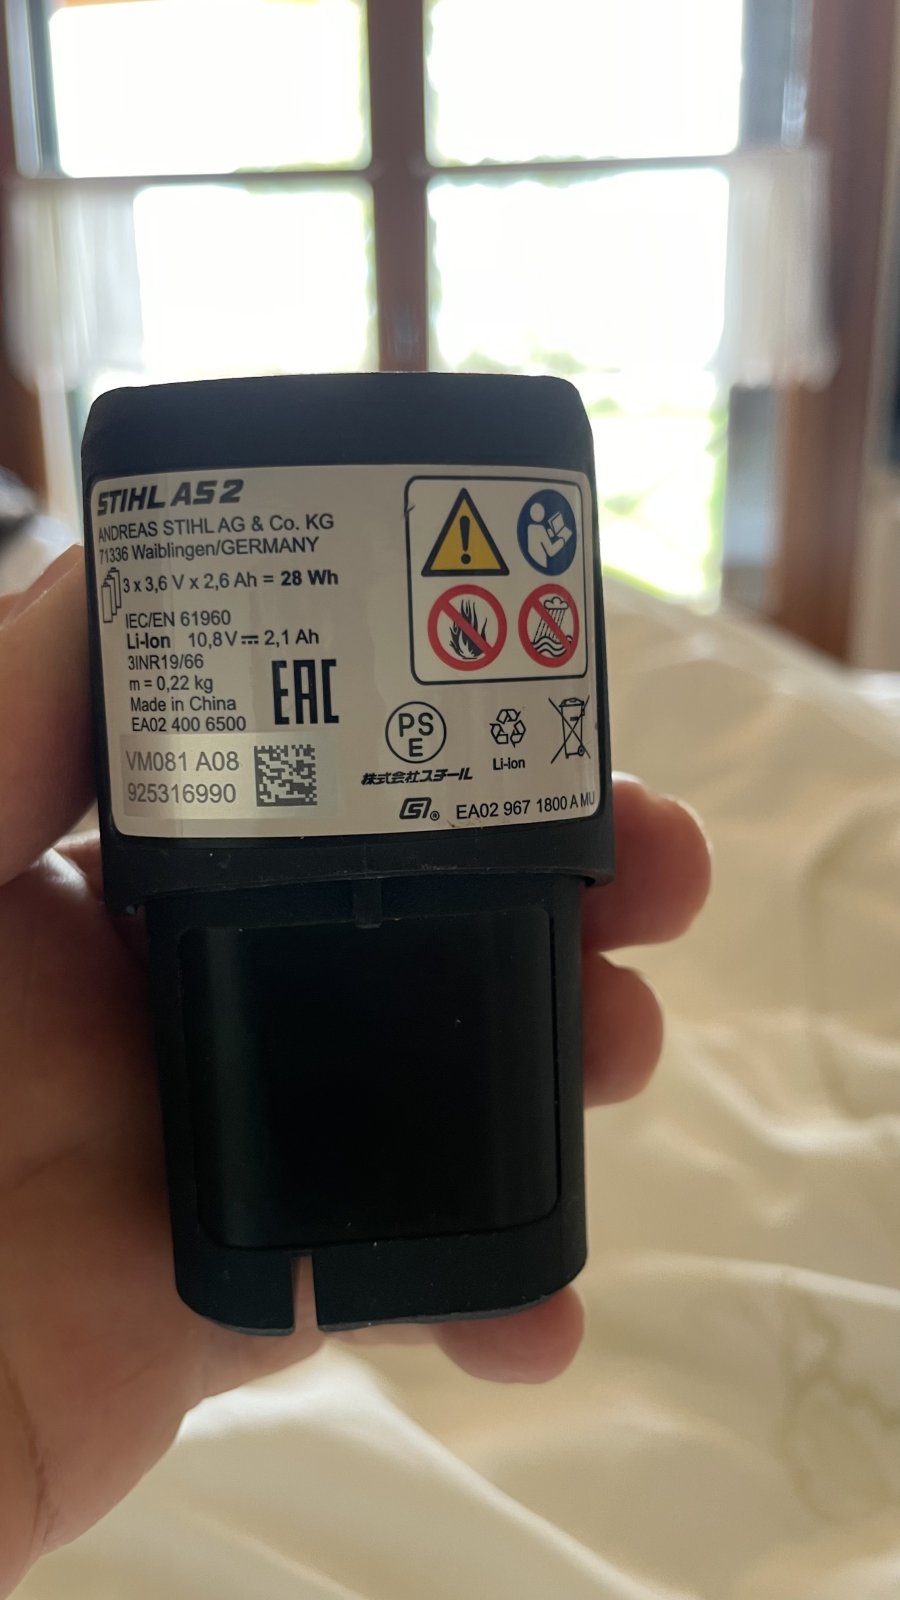 STIHL AS 2
ANDREAS STIHL AG & Co. KG
71336 Waiblingen/GERMANY
3 x 3,6 V x 2,6 Ah = 28 Wh
IEC/EN 61960
Li-Ion 10,8 V 2,1 Ah
3INR19/66
m = 0,22 kg
Made in China
EA02 400 6500
EAC
VM081 A08
925316990
PS
E
株式会社スチール
Li-Ion
EA02 967 1800 A MU